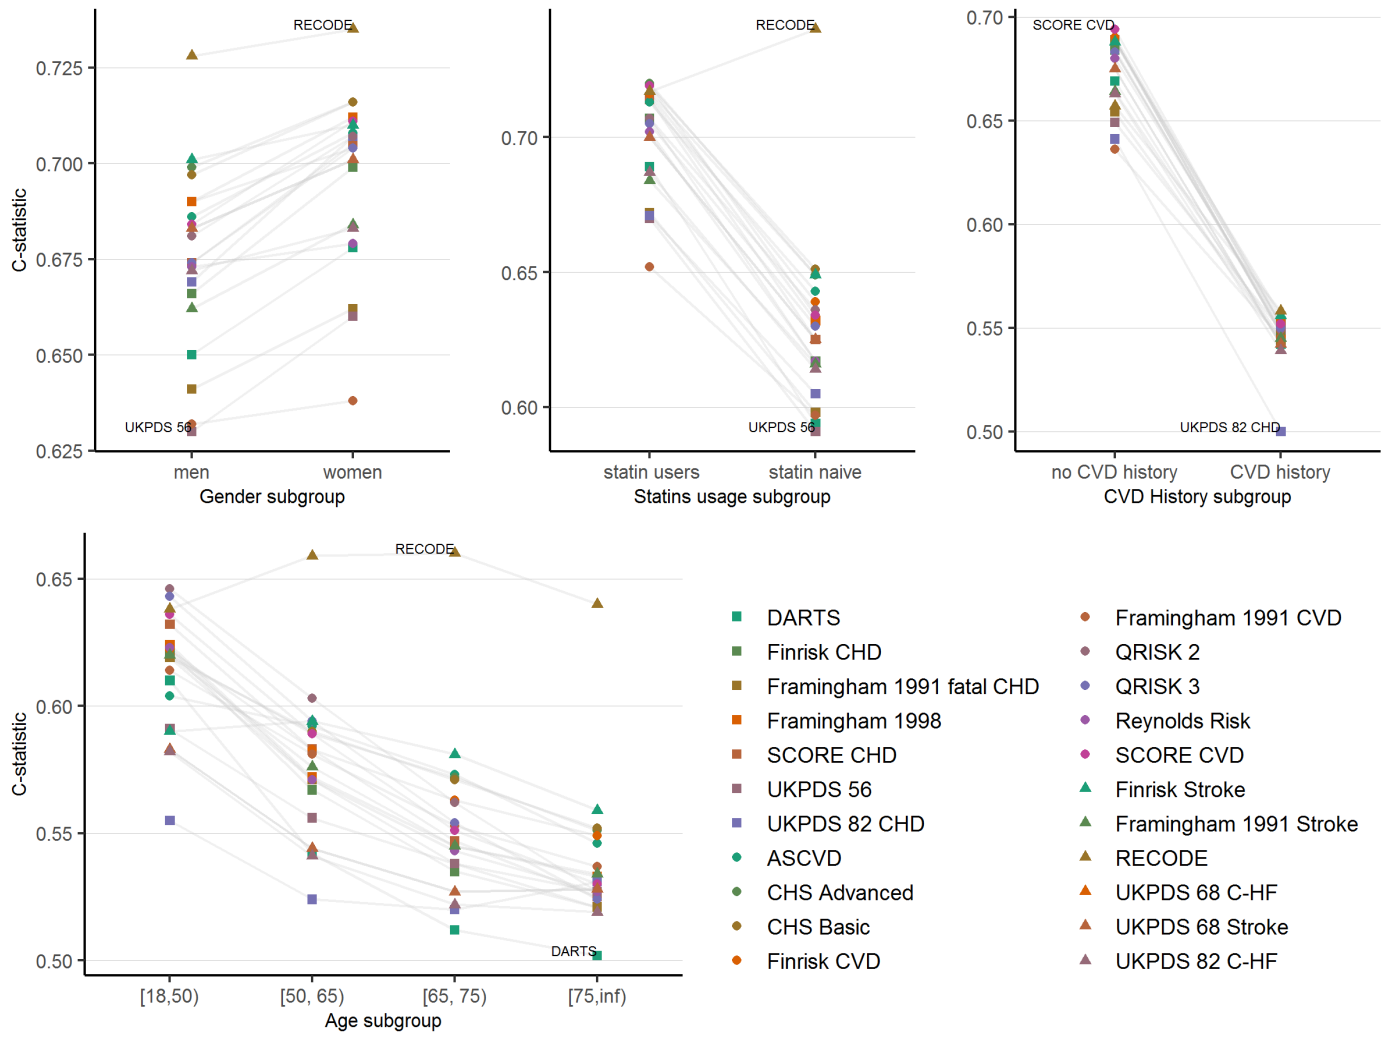 C-statistic
0.725
0.700
0.675
0.650
0.625
RECODE
UKPDS 56
men
women
Gender subgroup
0.70
0.65
0.60
RECODE
UKPDS 56
statin users
statin naive
Statins usage subgroup
0.70
0.65
0.60
0.55
0.50
SCORE CVD
UKPDS 82 CHD
no CVD history
CVD history
CVD History subgroup
C-statistic
0.65
0.60
0.55
0.50
RECODE
DARTS
[18,50)
[50, 65)
[65, 75)
[75,inf)
Age subgroup
DARTS
Finrisk CHD
Framingham 1991 fatal CHD
Framingham 1998
SCORE CHD
UKPDS 56
UKPDS 82 CHD
ASCVD
CHS Advanced
CHS Basic
Finrisk CVD
Framingham 1991 CVD
QRISK 2
QRISK 3
Reynolds Risk
SCORE CVD
Finrisk Stroke
Framingham 1991 Stroke
RECODE
UKPDS 68 C-HF
UKPDS 68 Stroke
UKPDS 82 C-HF